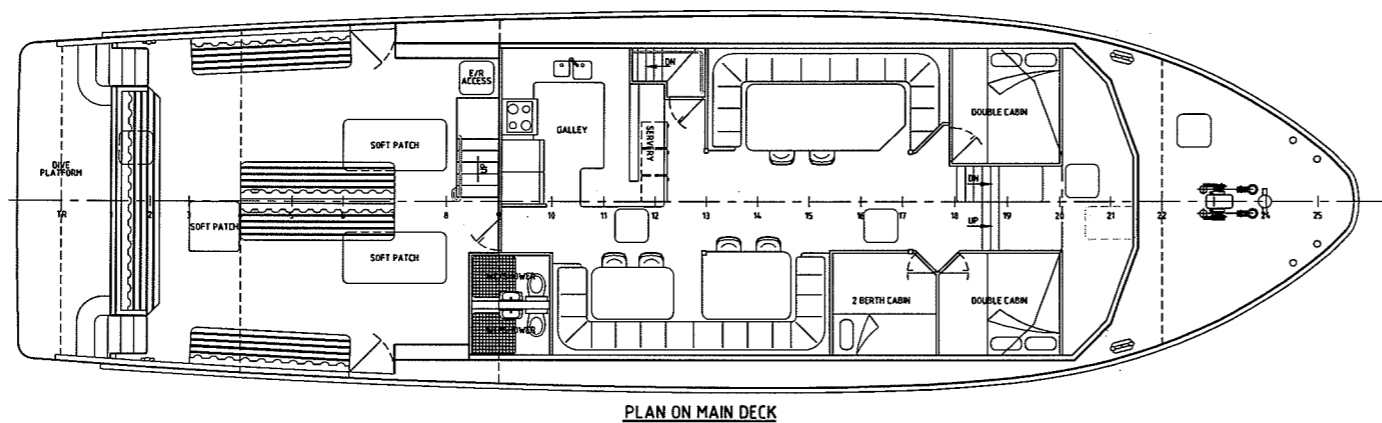 DN
E/R
ACCESS
DOUBLE CABIN
GALLEY
SERVERY
SOFT PATCH
DIVE
PLATFORM
UP
DN
TR
2
3
8
9
10
11
12
13
14
15
16
17
18
19
20
21
22
24
25
SOFT PATCH
UP
SOFT PATCH
2 BERTH CABIN
DOUBLE CABIN
PLAN ON MAIN DECK